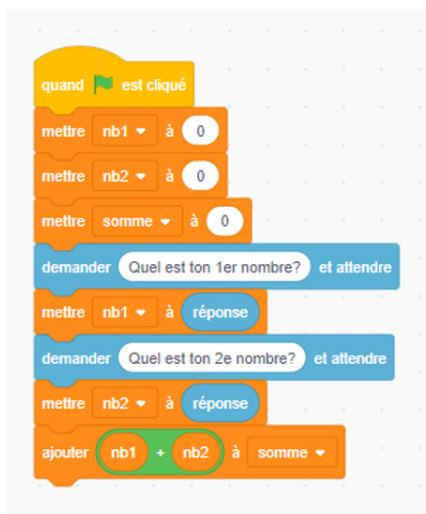 quand est cliqué
mettre nb1 à 0
mettre nb2 à 0
mettre somme à 0
demander Quel est ton 1er nombre? et attendre
mettre nb1 à réponse
demander Quel est ton 2e nombre? et attendre
mettre nb2 à réponse
ajouter nb1 + nb2 à somme